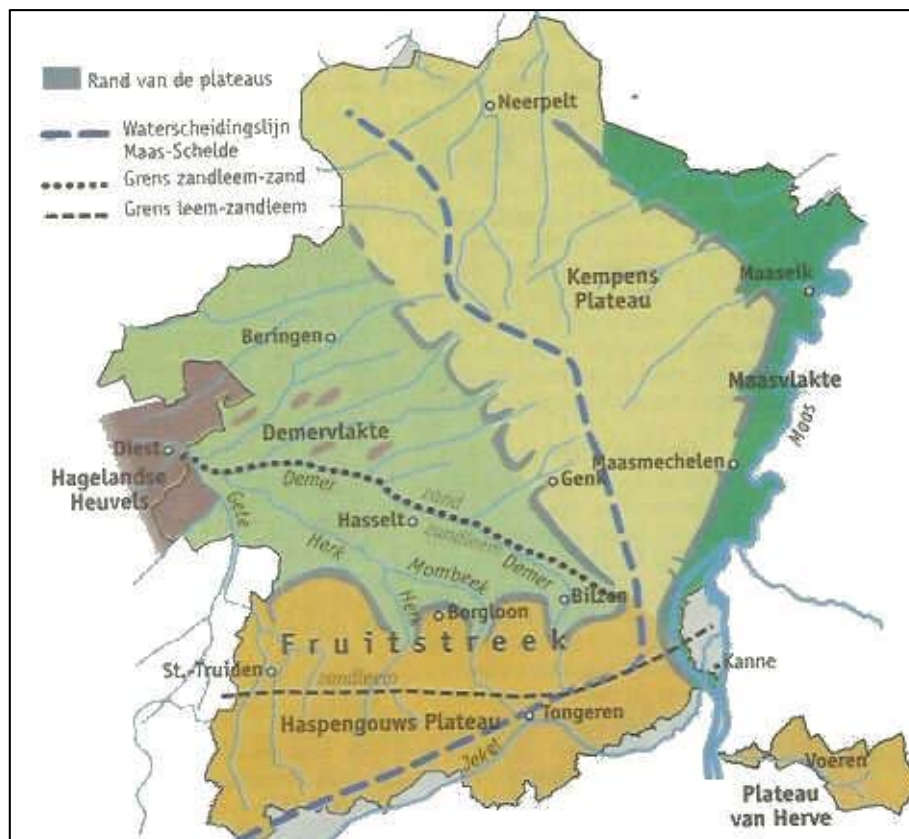 Rand van de plateaus
Waterscheidingslijn
Maas-Schelde
Grens zandleem-zand
Grens leem-zandleem
Neerpelt
Kempens
Plateau
Maaseik
Beringen
Maasvlakte
Maas
Demervlakte
Diest
Hagelandse
Heuvels
Maasmechelen
Genk
Demer
zand
zandleem
Gete
Hasselt
Herk
Mombeek
Demer
Bilzen
Herk
Borgloon
Fruitstreek
Kanne
St.-Truiden
zandleem
Haspengouws Plateau
Tongeren
Jeker
Voeren
Plateau
van Herve